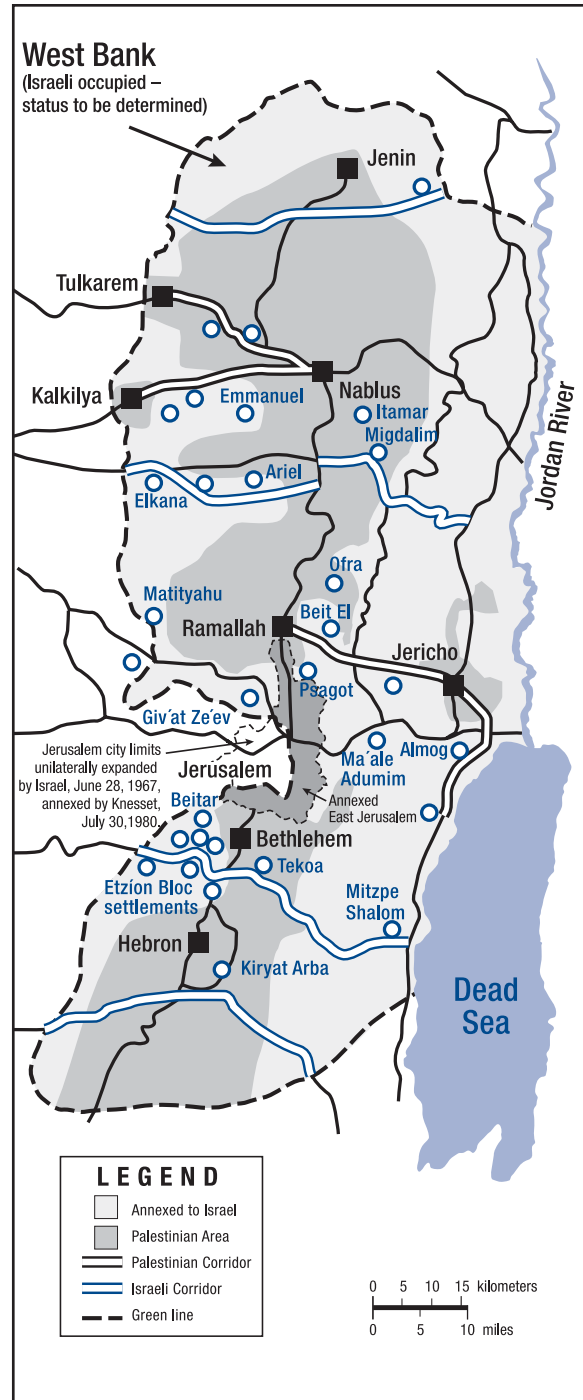 West Bank
(Israeli occupied –
status to be determined)
Jenin
Tulkarem
Kalkilya
Emmanuel
Nablus
Itamar
Migdalim
Jordan River
Elkana
Ariel
Ofra
Matityahu
Beit El
Ramallah
Jericho
Psagot
Giv'at Ze'ev
Jerusalem city limits
unilaterally expanded
by Israel, June 28, 1967,
annexed by Knesset,
July 30,1980.
Jerusalem
Ma'ale
Adumim
Almog
Annexed
East Jerusalem
Beitar
Bethlehem
Tekoa
Etzíon Bloc
settlements
Mitzpe
Shalom
Hebron
Kiryat Arba
Dead
Sea
LEGEND
Annexed to Israel
Palestinian Area
Palestinian Corridor
Israeli Corridor
Green line
0 5 10 15 kilometers
0 5 10
miles